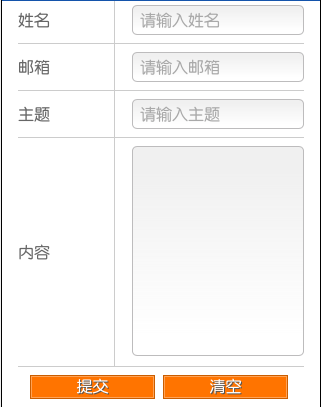 姓名 请输入姓名
邮箱 请输入邮箱
主题 请输入主题
内容
提交 清空